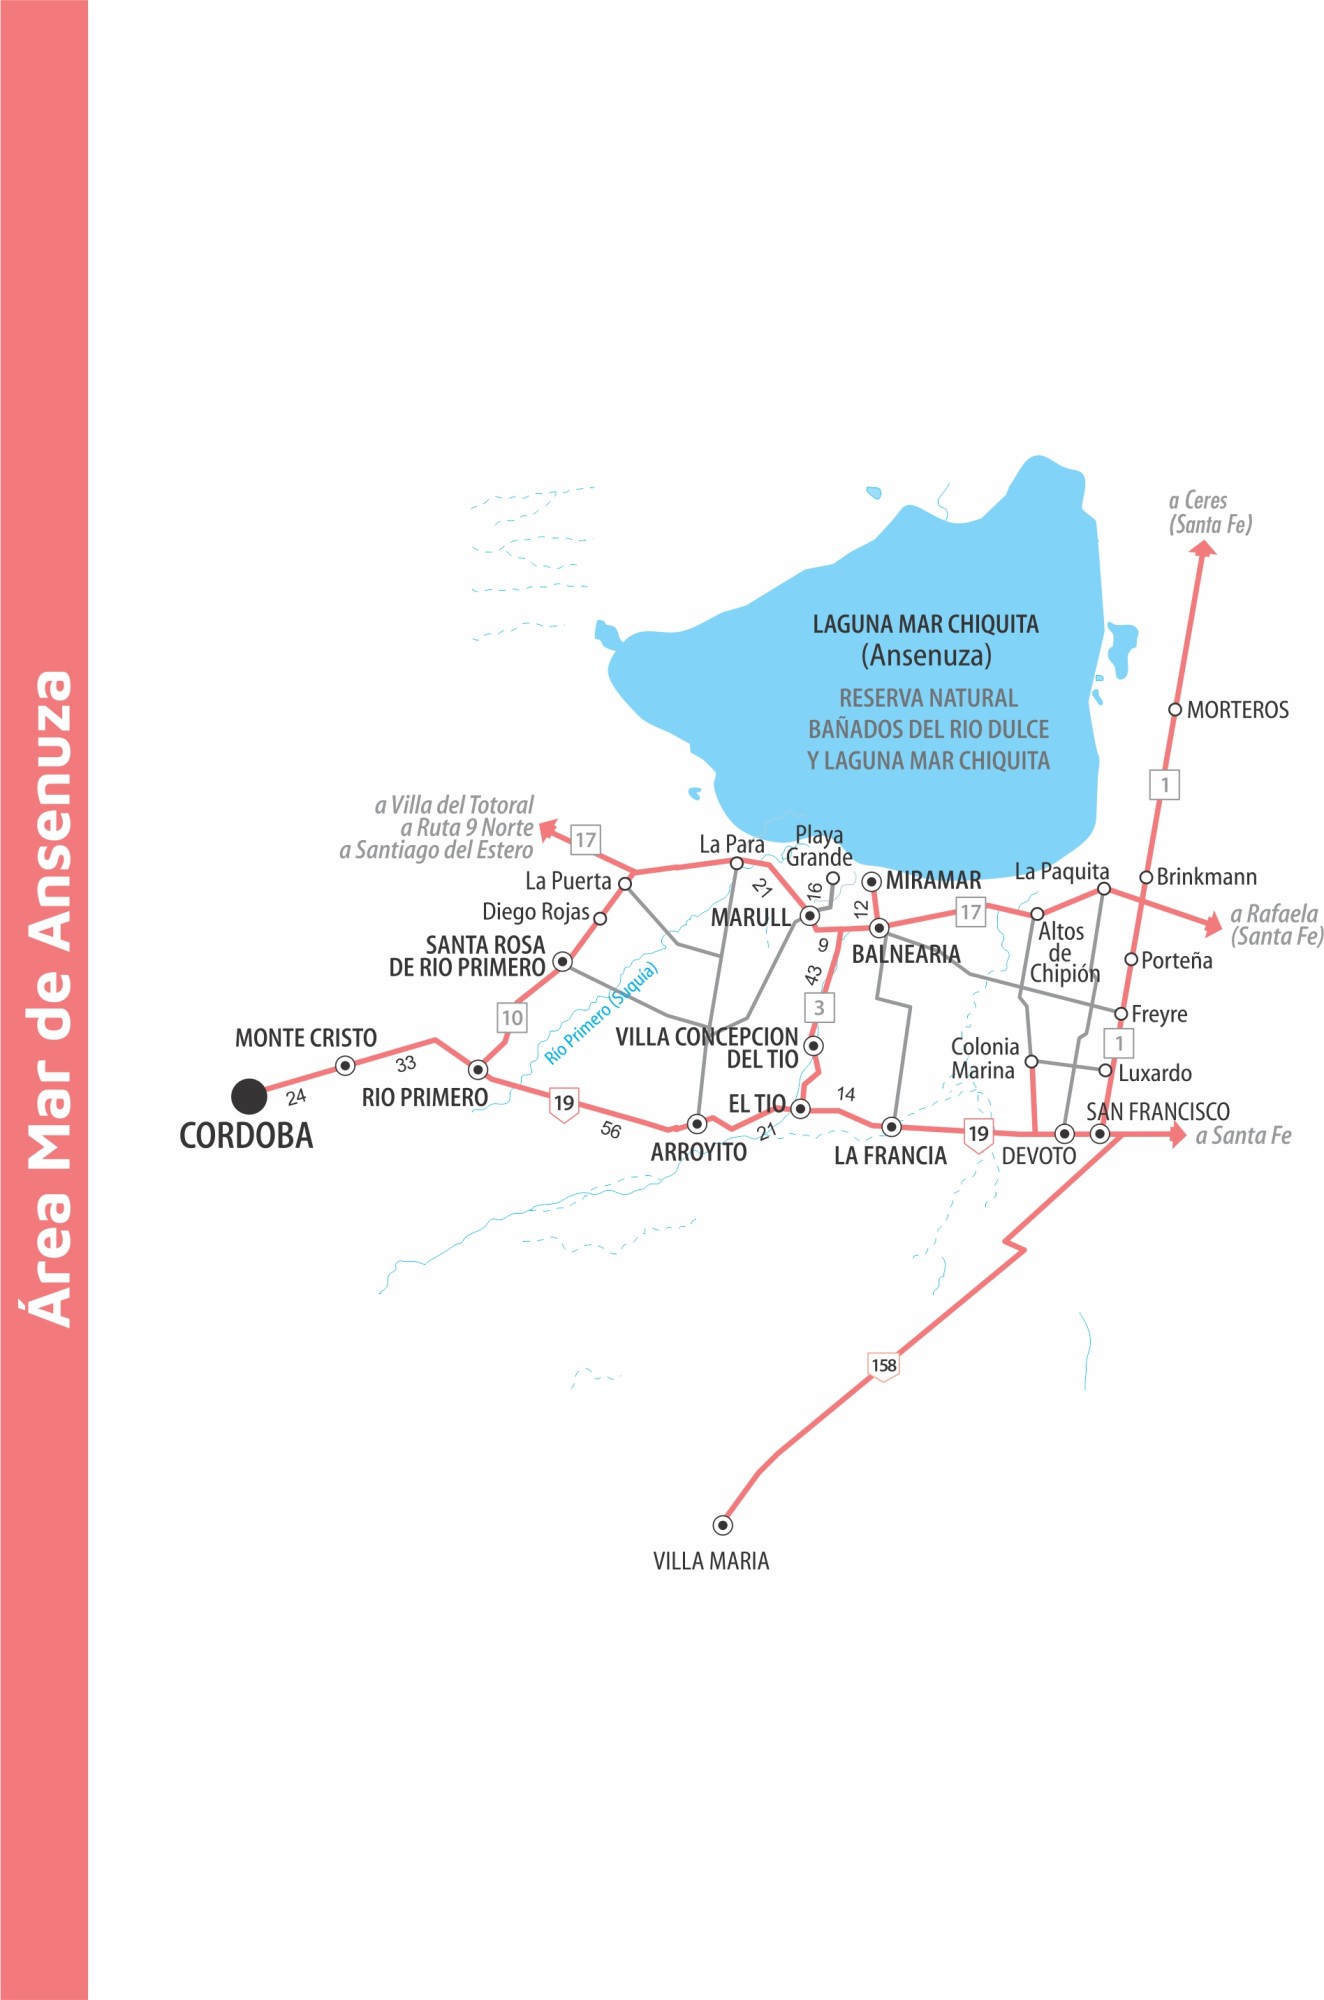 Área Mar de Ansenuza
a Ceres
(Santa Fe)
LAGUNA MAR CHIQUITA
(Ansenuza)
RESERVA NATURAL
BAÑADOS DEL RIO DULCE
Y LAGUNA MAR CHIQUITA
MORTEROS
1
a Villa del Totoral
a Ruta 9 Norte
a Santiago del Estero
17
La Para
Playa
Grande
La Puerta
21
16
MIRAMAR
La Paquita
Brinkmann
Diego Rojas
MARULL
12
17
a Rafaela
(Santa Fe)
SANTA ROSA
DE RIO PRIMERO
9
BALNEARIA
Altos
de
Chipión
Porteña
43
Río Primero (Suquía)
10
3
Freyre
MONTE CRISTO
33
VILLA CONCEPCION
DEL TIO
1
Colonia
Marina
Luxardo
24
RIO PRIMERO
19
56
EL TIO
14
21
SAN FRANCISCO
CORDOBA
ARROYITO
LA FRANCIA
19
DEVOTO
a Santa Fe
158
VILLA MARIA